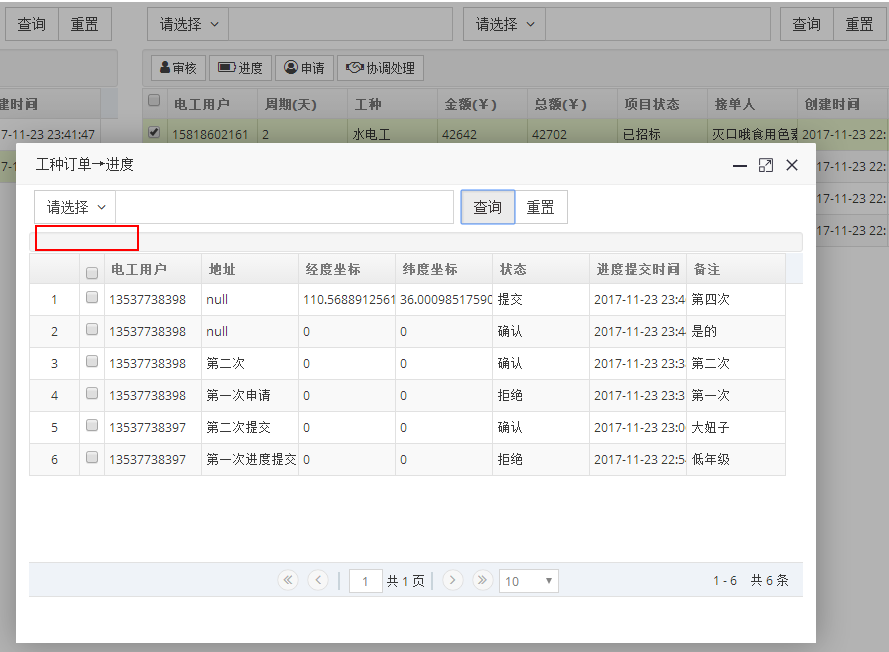 查询 重置 请选择 请选择 查询 重置
审核 进度 申请 协调处理
建时间 电工用户 周期(天) 工种 金额(¥) 总额(¥) 项目状态 接单人 创建时间
7-11-23 23:41:47 15818602161 2 水电工 42642 42702 已招标 灭口哦食用色素 2017-11-23 22:
工种订单→进度
7-1 17-11-23 22:
请选择 查询 重置
17-11-23 22:
17-11-23 22:
电工用户 地址 经度坐标 纬度坐标 状态 进度提交时间 备注
1 13537738398 null 110.5688912561 36.00098517590 提交 2017-11-23 23:4 第四次
2 13537738398 null 0 0 确认 2017-11-23 23:4 是的
3 13537738398 第二次 0 0 确认 2017-11-23 23:3 第二次
4 13537738398 第一次申请 0 0 拒绝 2017-11-23 23:3 第一次
5 13537738397 第二次提交 0 0 确认 2017-11-23 23:0 大妞子
6 13537738397 第一次进度提交 0 0 拒绝 2017-11-23 22:5 低年级
1 共 1 页 10 1 - 6 共 6 条